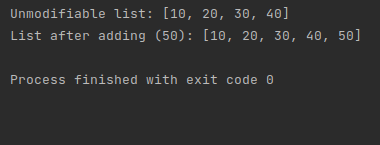 Unmodifiable list: [10, 20, 30, 40]
List after adding (50): [10, 20, 30, 40, 50]
Process finished with exit code 0